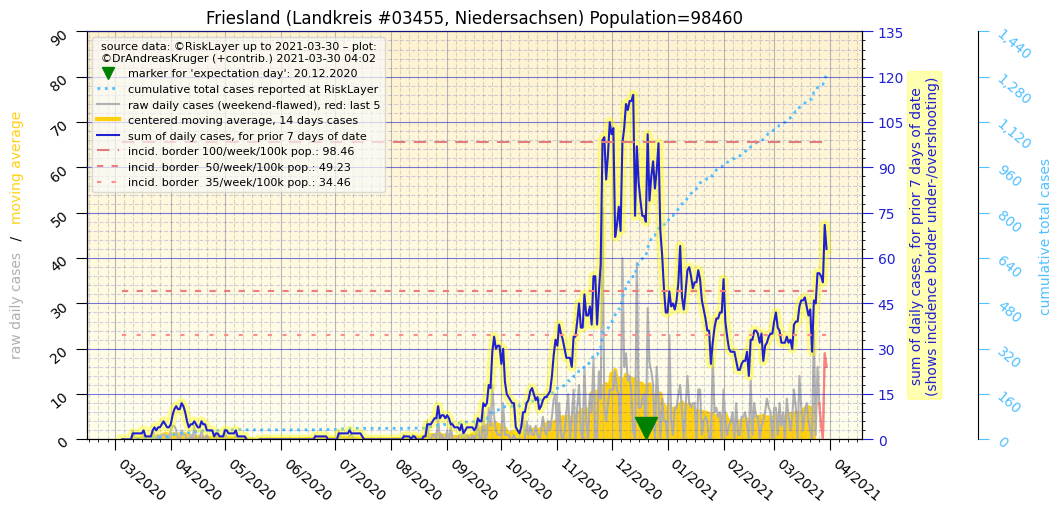 Friesland (Landkreis #03455, Niedersachsen) Population=98460
source data: ©RiskLayer up to 2021-03-30 – plot:
©DrAndreasKruger (+contrib.) 2021-03-30 04:02
marker for 'expectation day': 20.12.2020
cumulative total cases reported at RiskLayer
raw daily cases (weekend-flawed), red: last 5
centered moving average, 14 days cases
sum of daily cases, for prior 7 days of date
incid. border 100/week/100k pop.: 98.46
incid. border  50/week/100k pop.: 49.23
incid. border  35/week/100k pop.: 34.46
raw daily cases / moving average
90
80
70
60
50
40
30
20
10
0
03/2020
04/2020
05/2020
06/2020
07/2020
08/2020
09/2020
10/2020
11/2020
12/2020
01/2021
02/2021
03/2021
04/2021
135
120
105
90
75
60
45
30
15
0
sum of daily cases, for prior 7 days of date
(shows incidence border under-/overshooting)
1,440
1,280
1,120
960
800
640
480
320
160
0
cumulative total cases